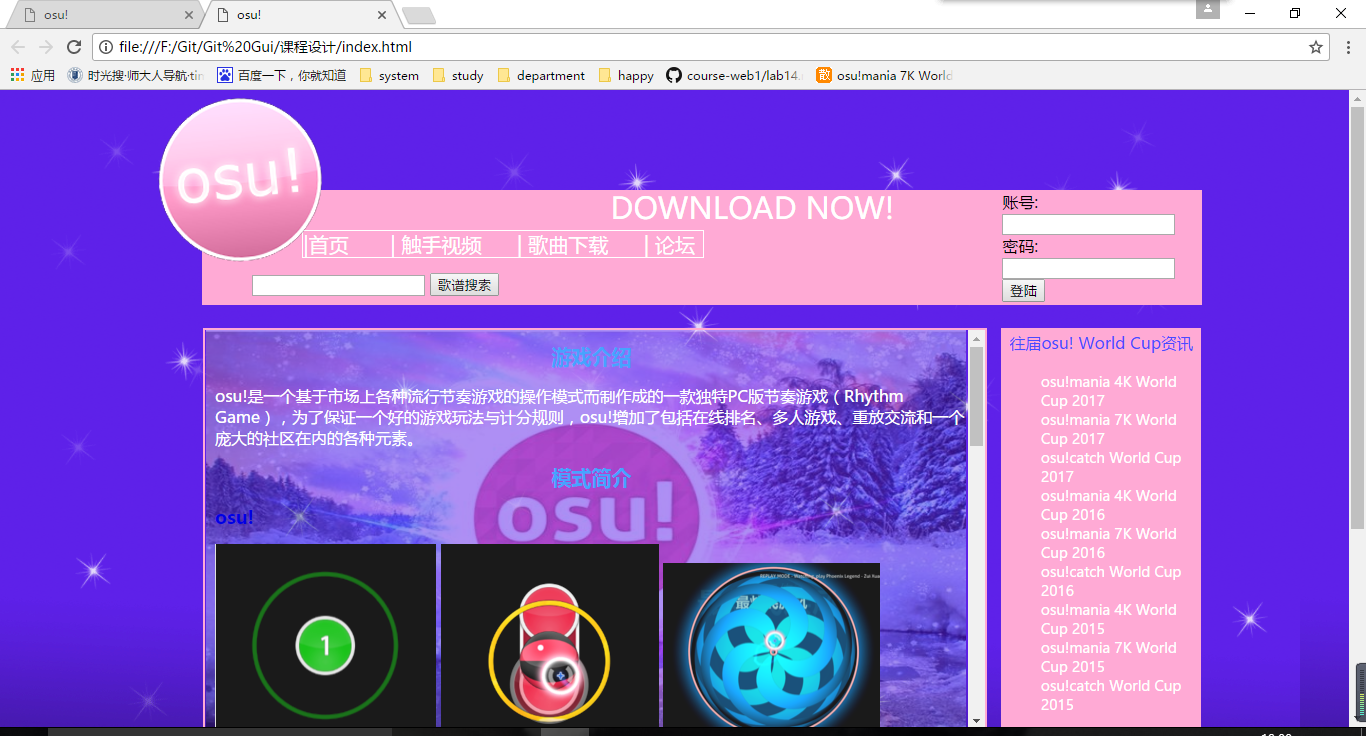 osu!
osu!
file:///F:/Git/Git%20Gui/课程设计/index.html
应用
时光搜·师大人导航·tim
百度一下，你就知道
system
study
department
happy
course-web1/lab14.
osu!mania 7K World
osu!
DOWNLOAD NOW!
账号:
|首页 | 触手视频 | 歌曲下载 | 论坛
密码:
歌谱搜索
登陆
游戏介绍
osu!是一个基于市场上各种流行节奏游戏的操作模式而制作成的一款独特PC版节奏游戏（Rhythm
Game），为了保证一个好的游戏玩法与计分规则，osu!增加了包括在线排名、多人游戏、重放交流和一个
庞大的社区在内的各种元素。
模式简介
osu!
osu!
1
往届osu! World Cup资讯
osu!mania 4K World
Cup 2017
osu!mania 7K World
Cup 2017
osu!catch World Cup
2017
osu!mania 4K World
Cup 2016
osu!mania 7K World
Cup 2016
osu!catch World Cup
2016
osu!mania 4K World
Cup 2015
osu!mania 7K World
Cup 2015
osu!catch World Cup
2015